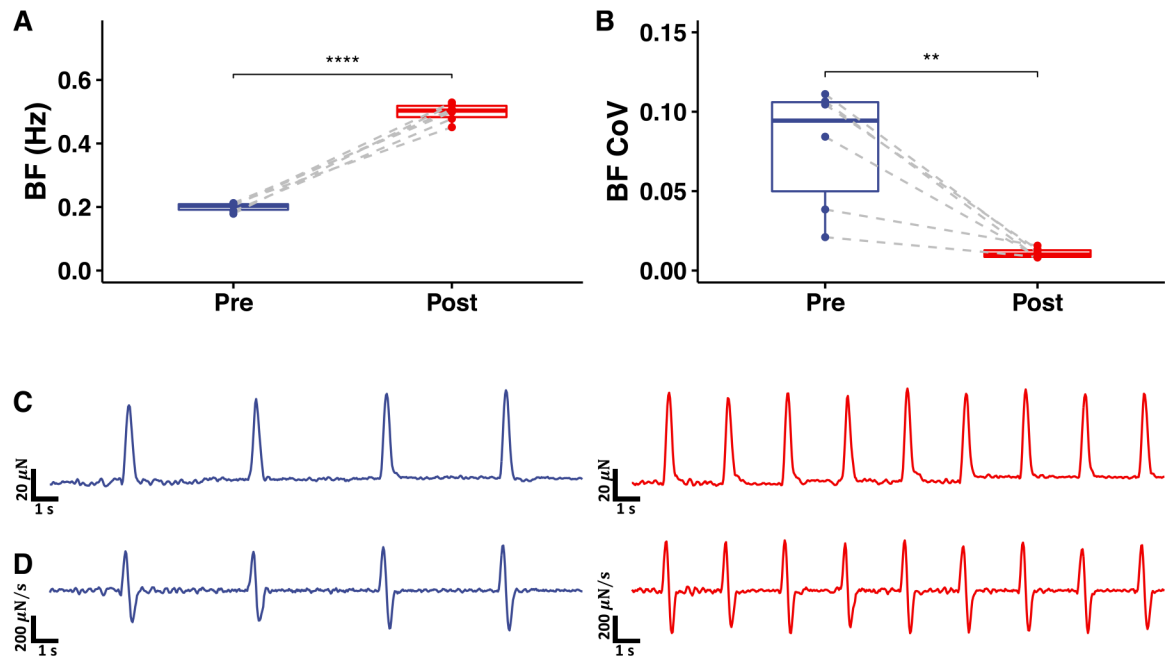 A
BF (Hz)
0.6
0.4
0.2
0.0
****
Pre
Post
B
BF CoV
0.15
0.10
0.05
0.00
**
Pre
Post
C
20 μN
1 s
20 μN
1 s
D
200 μN/s
1 s
200 μN/s
1 s